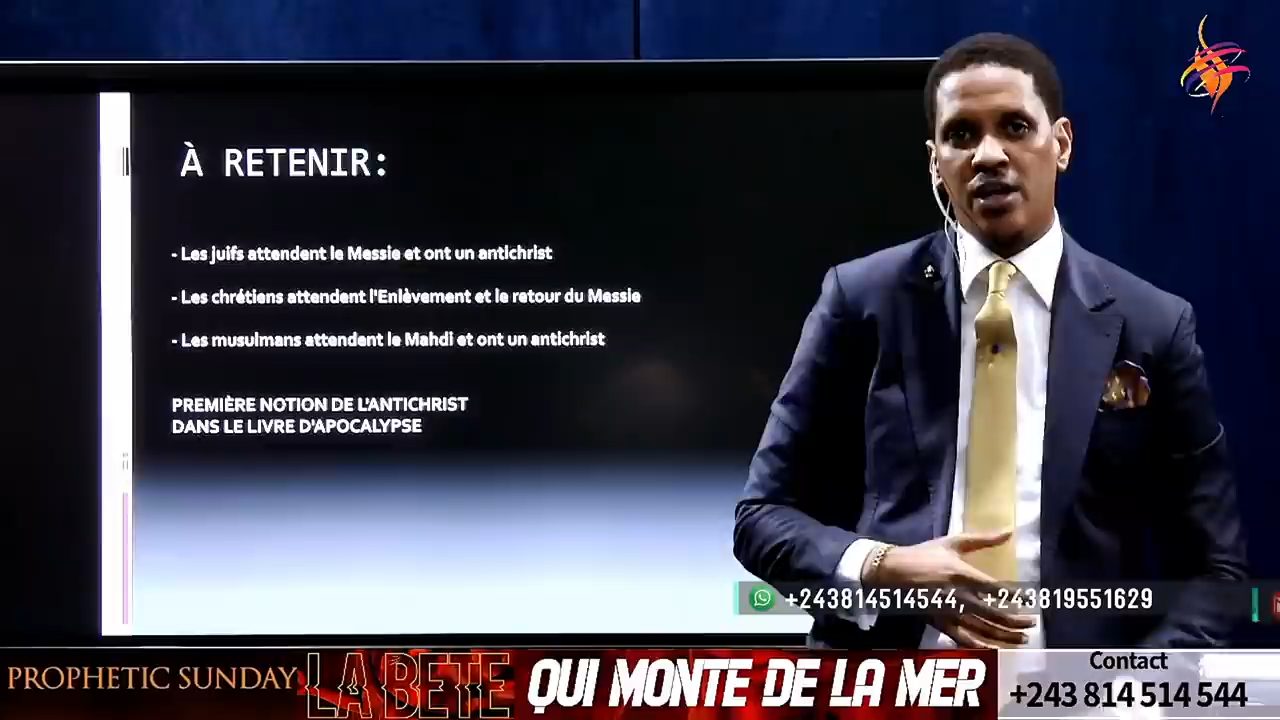 À RETENIR:
- Les juifs attendent le Messie et ont un antichrist
- Les chrétiens attendent l'Enlèvement et le retour du Messie
- Les musulmans attendent le Mahdi et ont un antichrist
PREMIÈRE NOTION DE L'ANTICHRIST
DANS LE LIVRE D'APOCALYPSE
+243814514544, +243819551629
PROPHETIC SUNDAY LA BETE QUI MONTE DE LA MER
Contact
+243 814 514 544